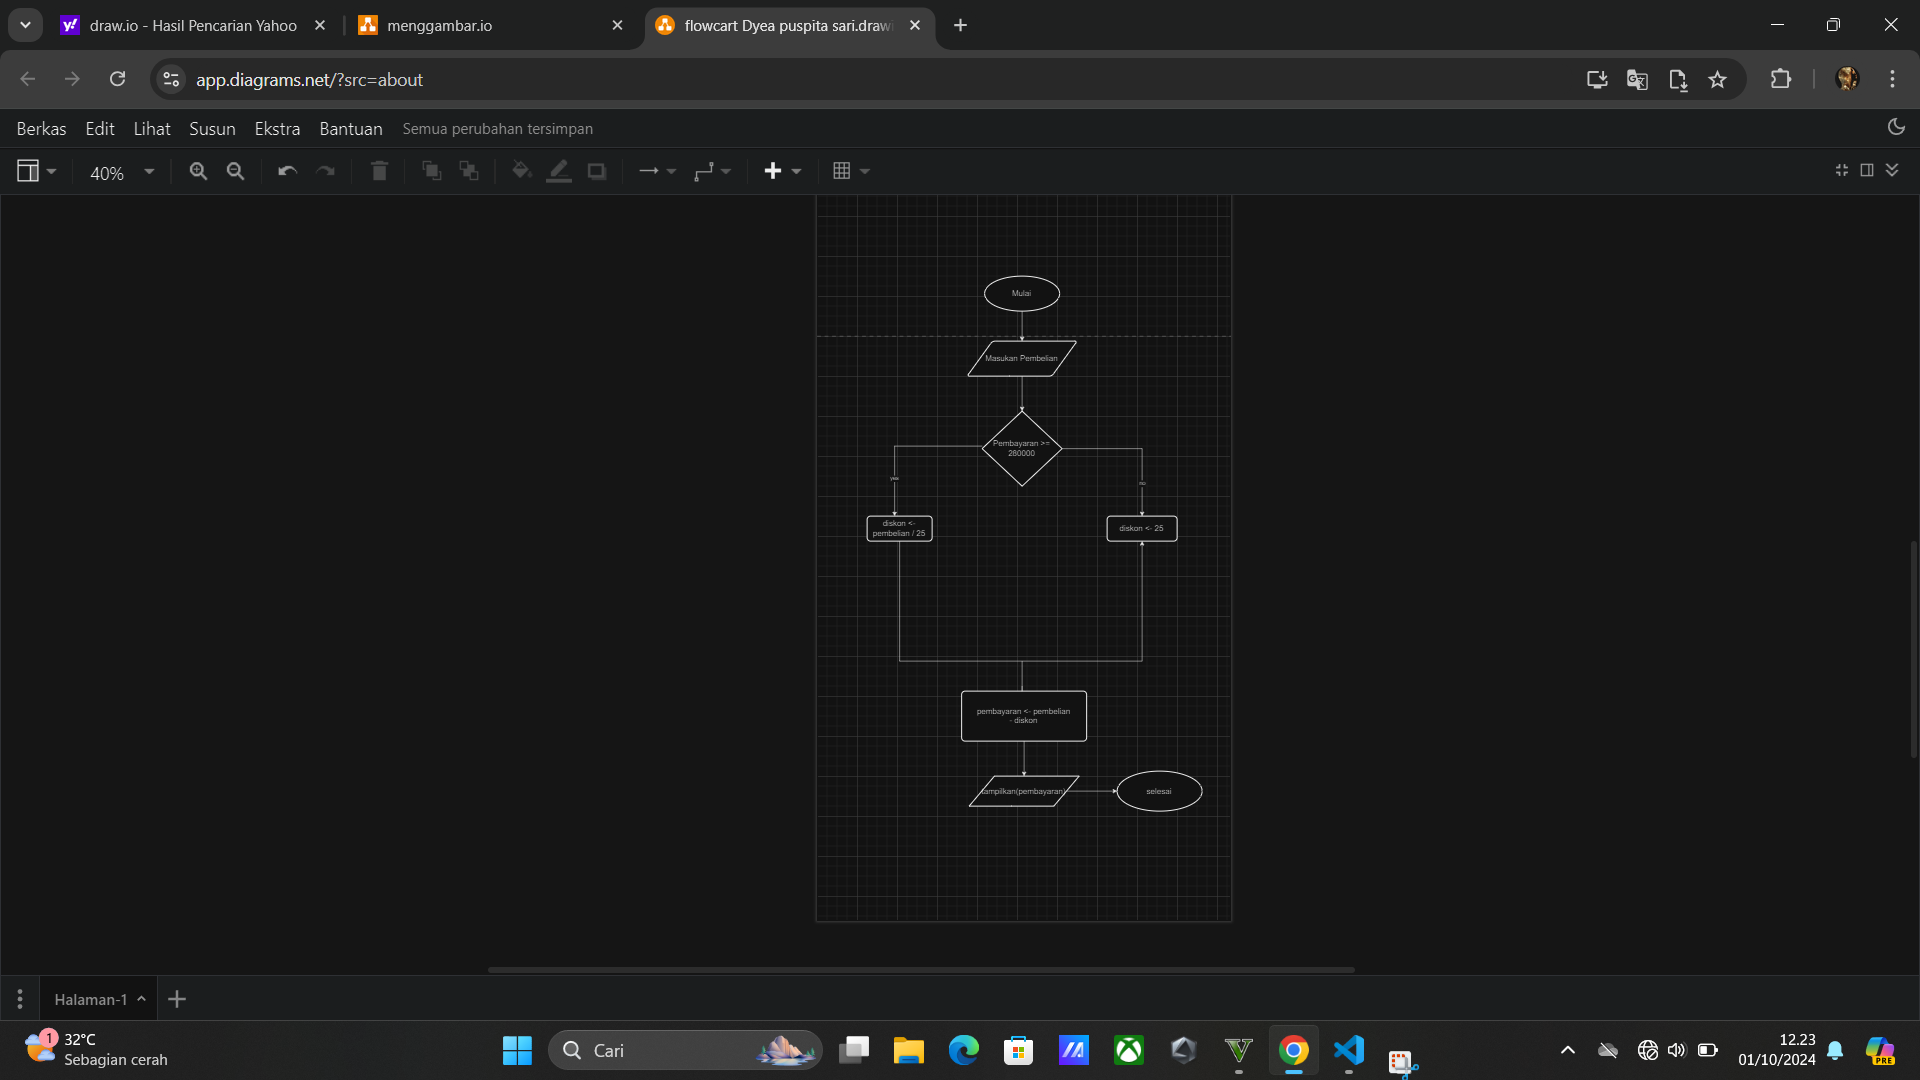 draw.io - Hasil Pencarian Yahoo
menggambar.io
flowcart Dyea puspita sari.draw
app.diagrams.net/?src=about
Berkas Edit Lihat Susun Ekstra Bantuan Semua perubahan tersimpan
40%
Mulai
Masukan Pembelian
Pembayaran >=
280000
yes
no
diskon <-
pembelian / 25
diskon <- 25
pembayaran <- pembelian
- diskon
tampilkan(pembayaran)
selesai
Halaman-1
1
32°C
Sebagian cerah
Cari
12.23
01/10/2024
PRE